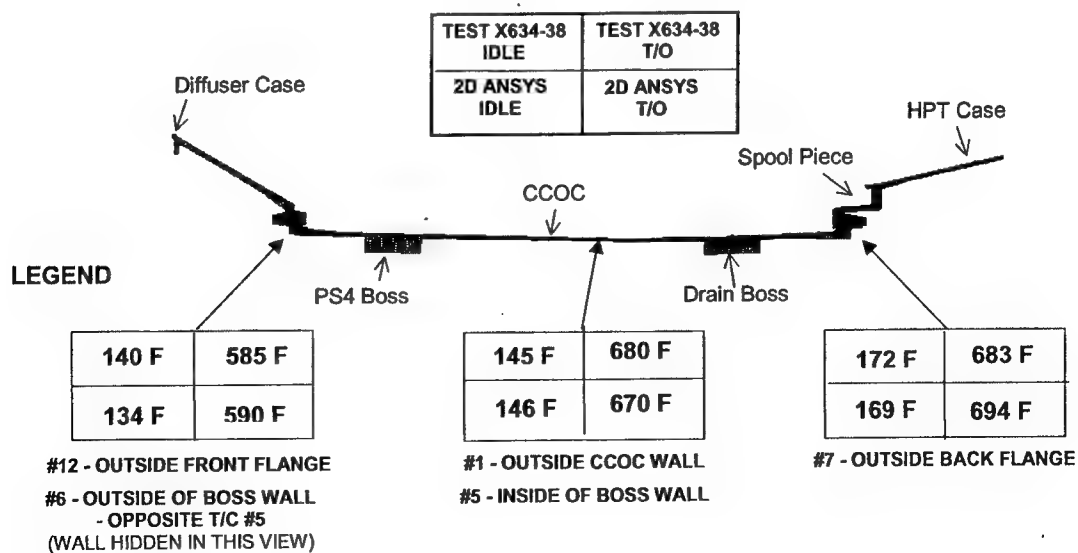 TEST X634-38
IDLE
TEST X634-38
T/O
2D ANSYS
IDLE
2D ANSYS
T/O
Diffuser Case
HPT Case
Spool Piece
CCOC
LEGEND
PS4 Boss
Drain Boss
140 F
585 F
134 F
590 F
145 F
680 F
146 F
670 F
172 F
683 F
169 F
694 F
#12 - OUTSIDE FRONT FLANGE
#6 - OUTSIDE OF BOSS WALL
- OPPOSITE T/C #5
(WALL HIDDEN IN THIS VIEW)
#1 - OUTSIDE CCOC WALL
#5 - INSIDE OF BOSS WALL
#7 - OUTSIDE BACK FLANGE